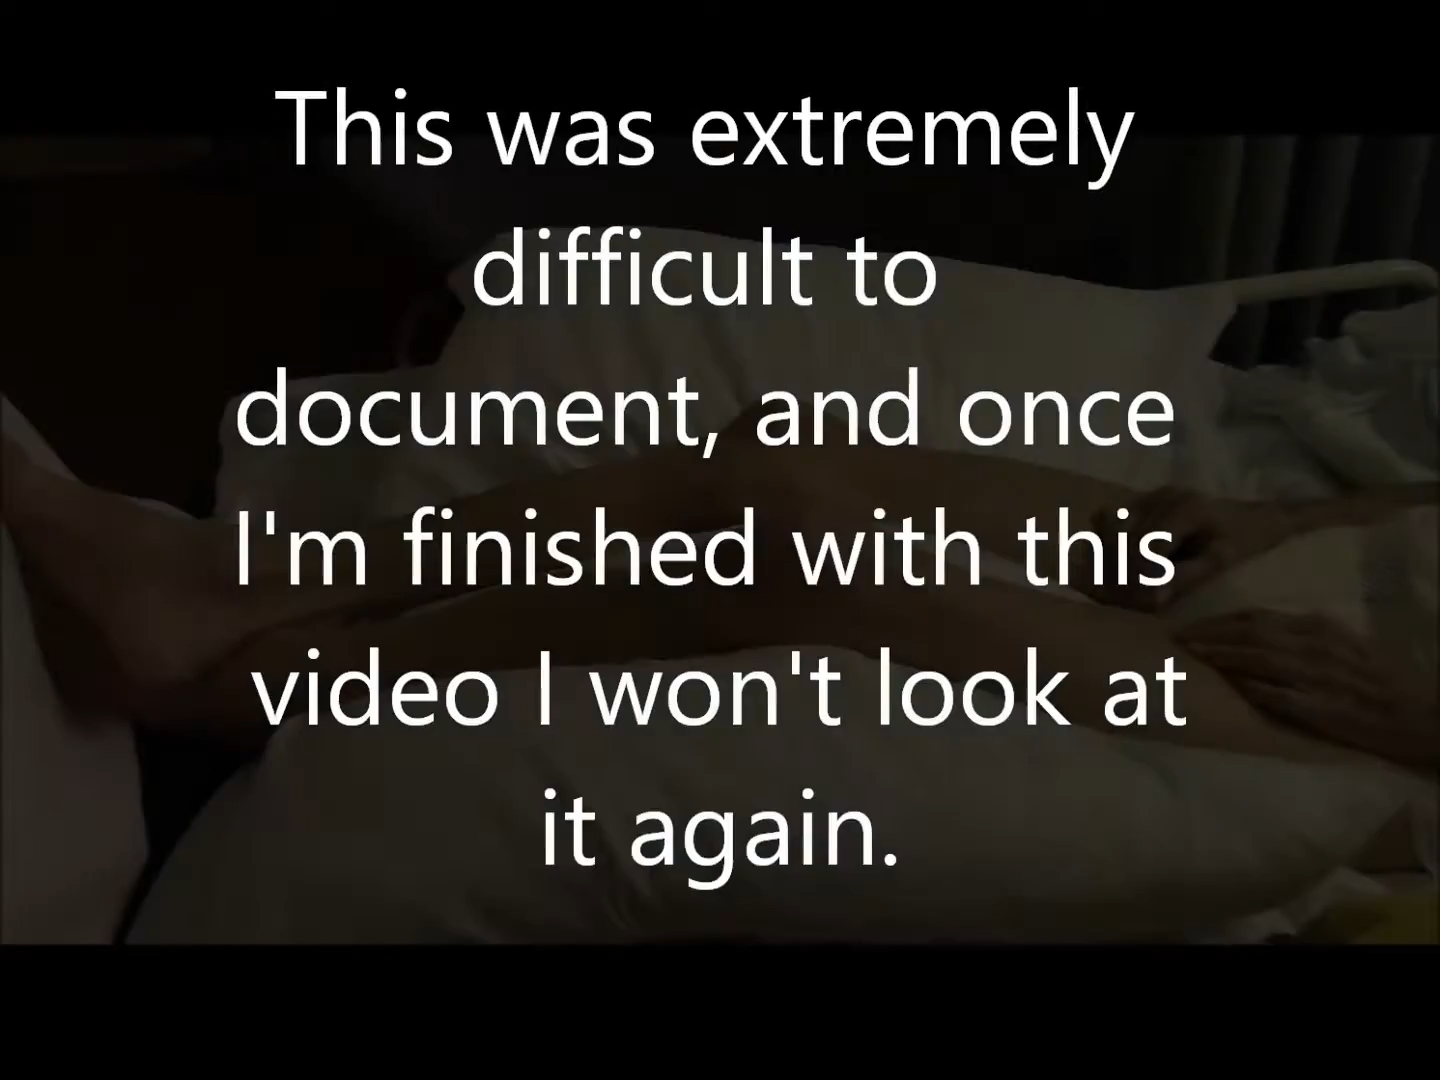 This was extremely
difficult to
document, and once
I'm finished with this
video I won't look at
it again.